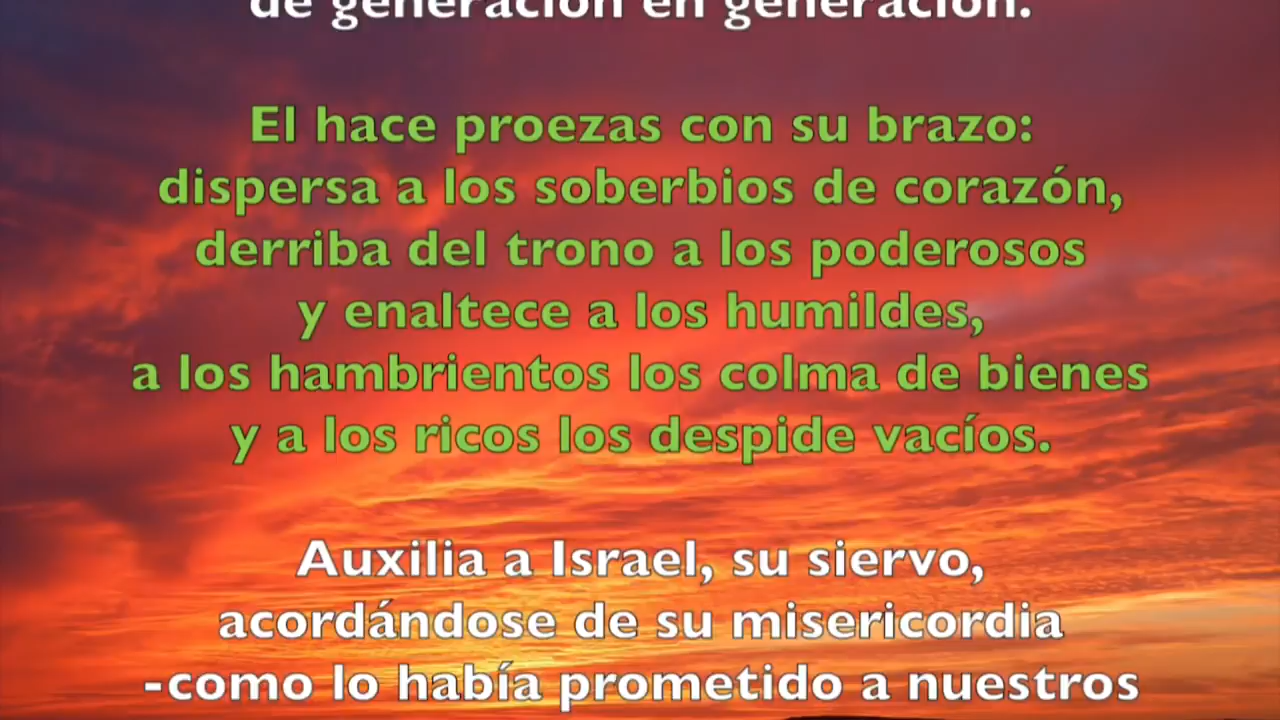 de generación en generación.
El hace proezas con su brazo:
dispersa a los soberbios de corazón,
derriba del trono a los poderosos
y enaltece a los humildes,
a los hambrientos los colma de bienes
y a los ricos los despide vacíos.
Auxilia a Israel, su siervo,
acordándose de su misericordia
-como lo había prometido a nuestros